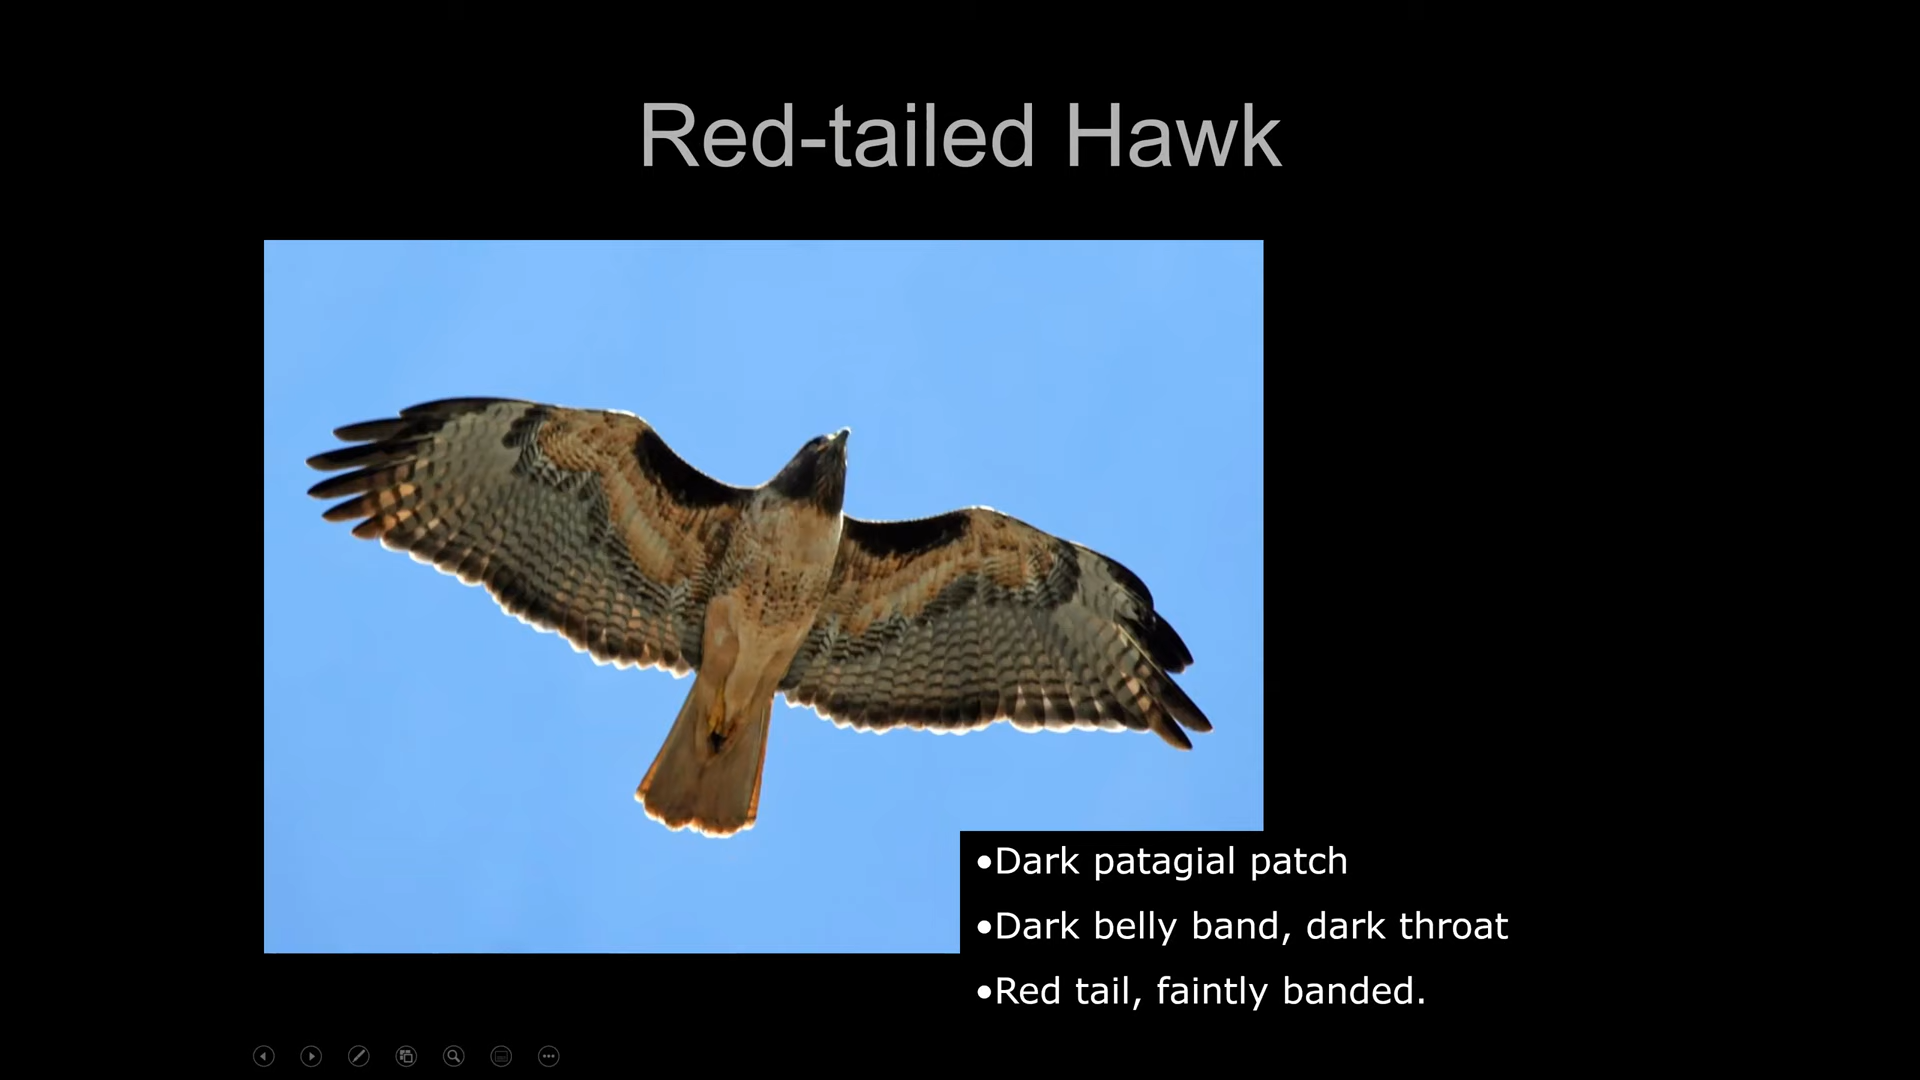 Red-tailed Hawk
•Dark patagial patch
•Dark belly band, dark throat
•Red tail, faintly banded.